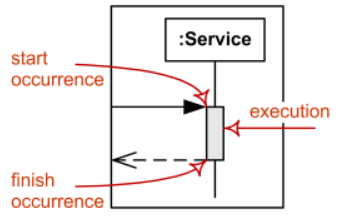 :Service
start
occurrence
execution
finish
occurrence